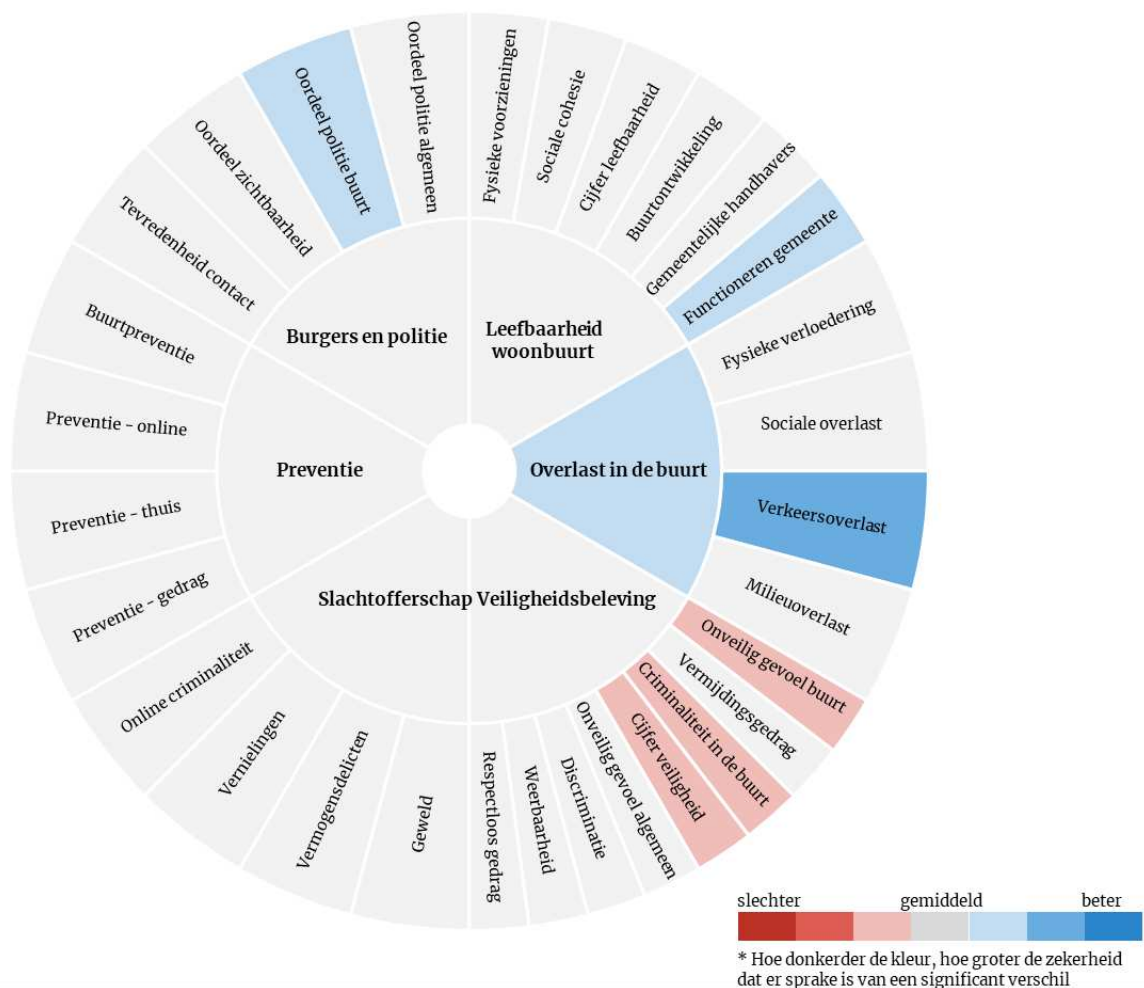 Fysieke voorzieningen
Sociale cohesie
Cijfer leefbaarheid
Buurtontwikkeling
Gemeentelijke handhavers
Functioneren gemeente
Fysieke verloedering
Sociale overlast
Verkeersoverlast
Milieuoverlast
Onveilig gevoel buurt
Vermijdingsgedrag
Criminaliteit in de buurt
Cijfer veiligheid
Onveilig gevoel algemeen
Discriminatie
Weerbaarheid
Respectloos gedrag
Geweld
Vermogensdelicten
Vernielingen
Online criminaliteit
Preventie - gedrag
Preventie - thuis
Preventie - online
Buurtpreventie
Tevredenheid contact
Oordeel zichtbaarheid
Oordeel politie buurt
Oordeel politie algemeen
Burgers en politie
Leefbaarheid
woonbuurt
Preventie
Overlast in de buurt
Slachtofferschap
Veiligheidsbeleving
slechter
gemiddeld
beter
* Hoe donkerder de kleur, hoe groter de zekerheid
dat er sprake is van een significant verschil